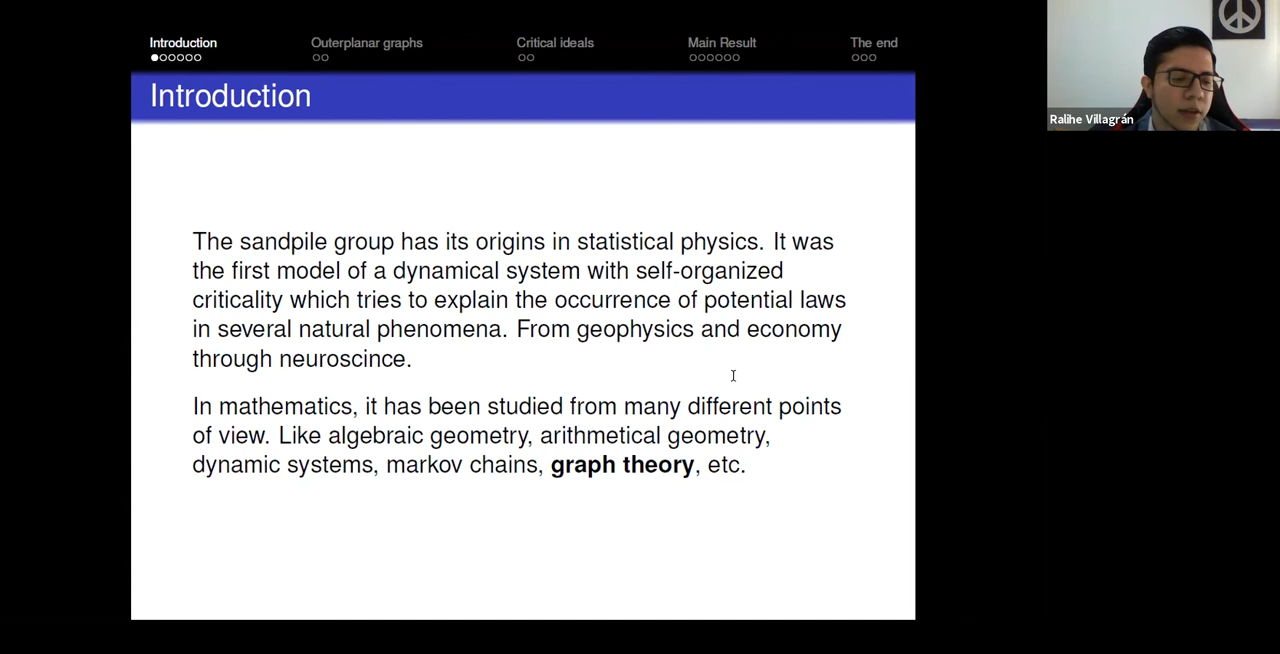 Introduction Outerplanar graphs Critical ideals Main Result The end
Introduction
The sandpile group has its origins in statistical physics. It was
the first model of a dynamical system with self-organized
criticality which tries to explain the occurrence of potential laws
in several natural phenomena. From geophysics and economy
through neuroscince.
In mathematics, it has been studied from many different points
of view. Like algebraic geometry, arithmetical geometry,
dynamic systems, markov chains, graph theory, etc.
Ralihe Villagrán